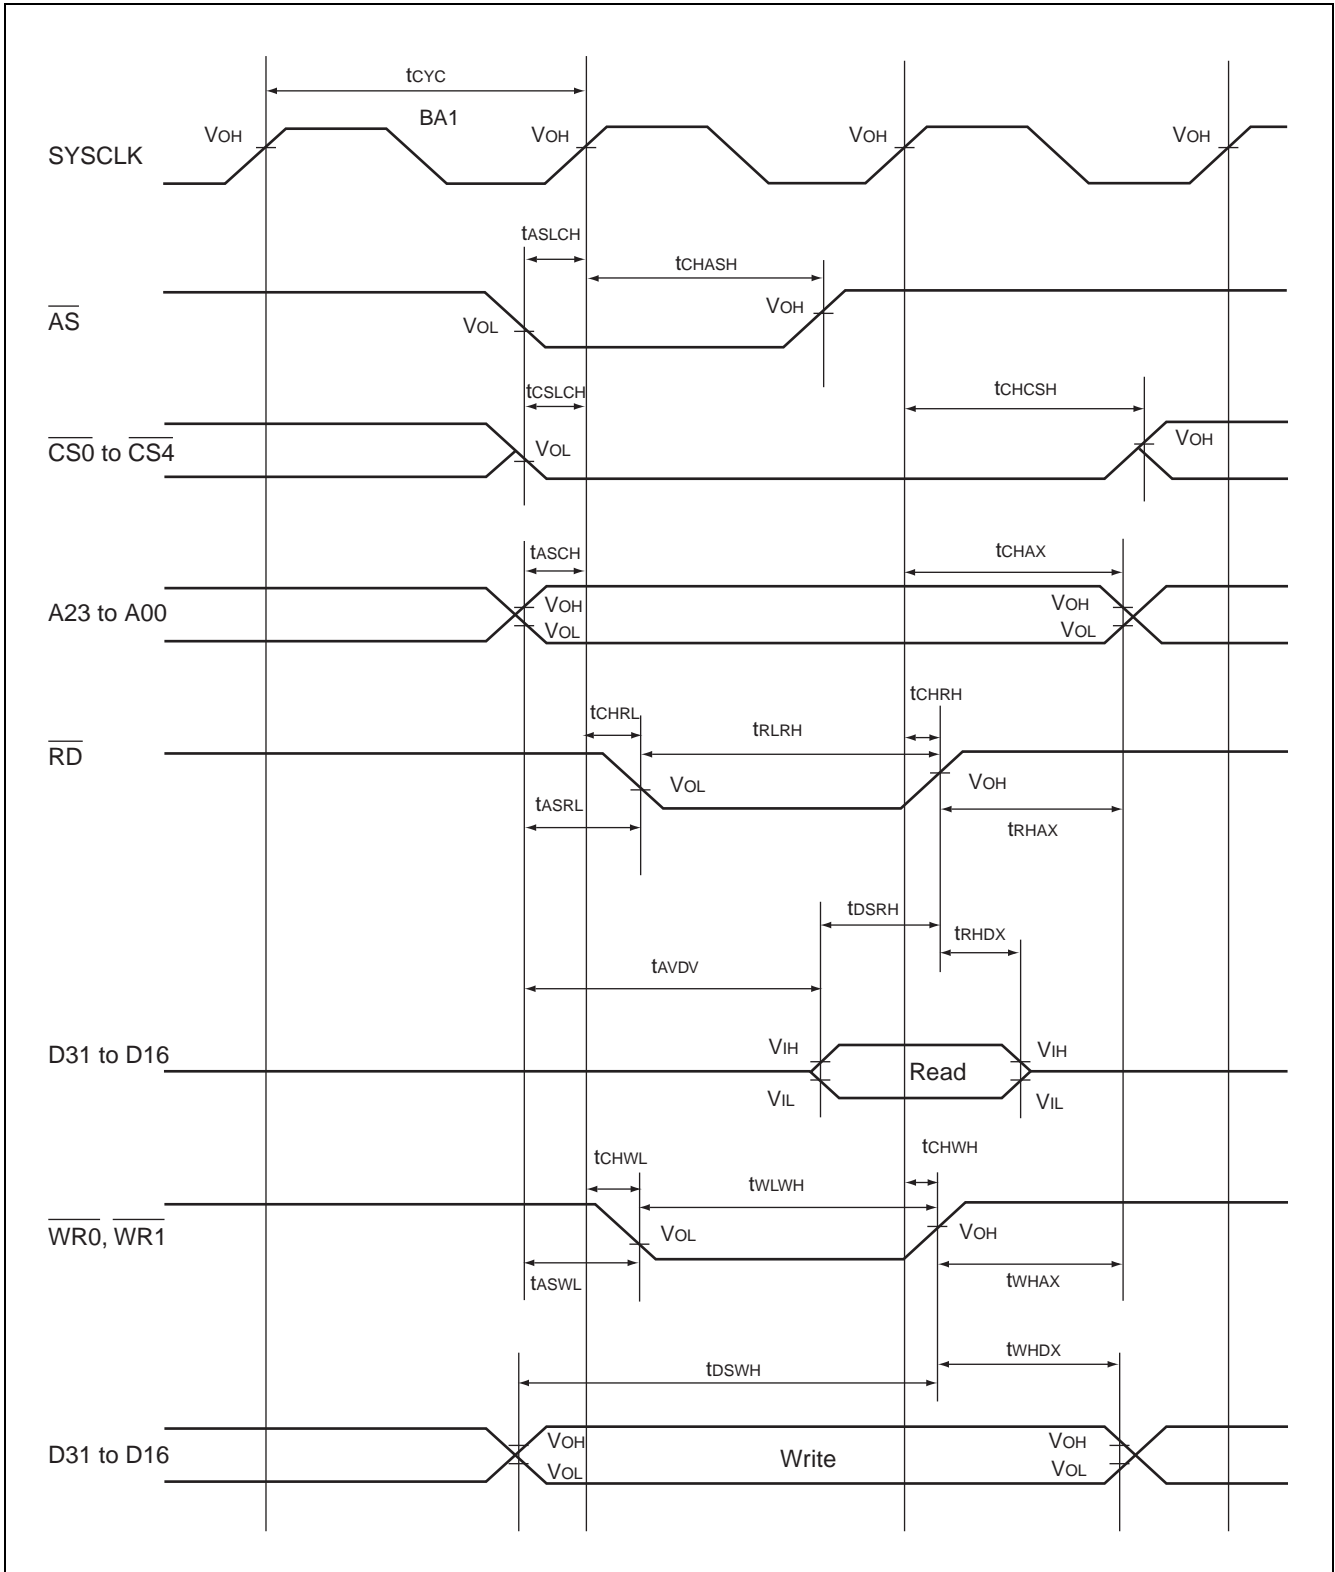 tCYC
BA1
VOH VOH VOH VOH
SYSCLK
tASLCH
tCHASH
VOH
AS
VOL
tCSLCH
tCHCSH
CS0 to CS4
VOL
VOH
tASCH
tCHAX
A23 to A00
VOH VOH
VOL VOL
tCHRH
tCHRL
tRLRH
RD
VOL
VOH
tASRL
tRHAX
tDSRH
tRHDX
tAVDV
D31 to D16
VIH VIH
Read
VIL VIL
tCHWH
tCHWL
tWLWH
WR0, WR1
VOL
VOH
tASWL
tWHAX
tWHDX
tDSWH
D31 to D16
VOH VOH
Write
VOL VOL